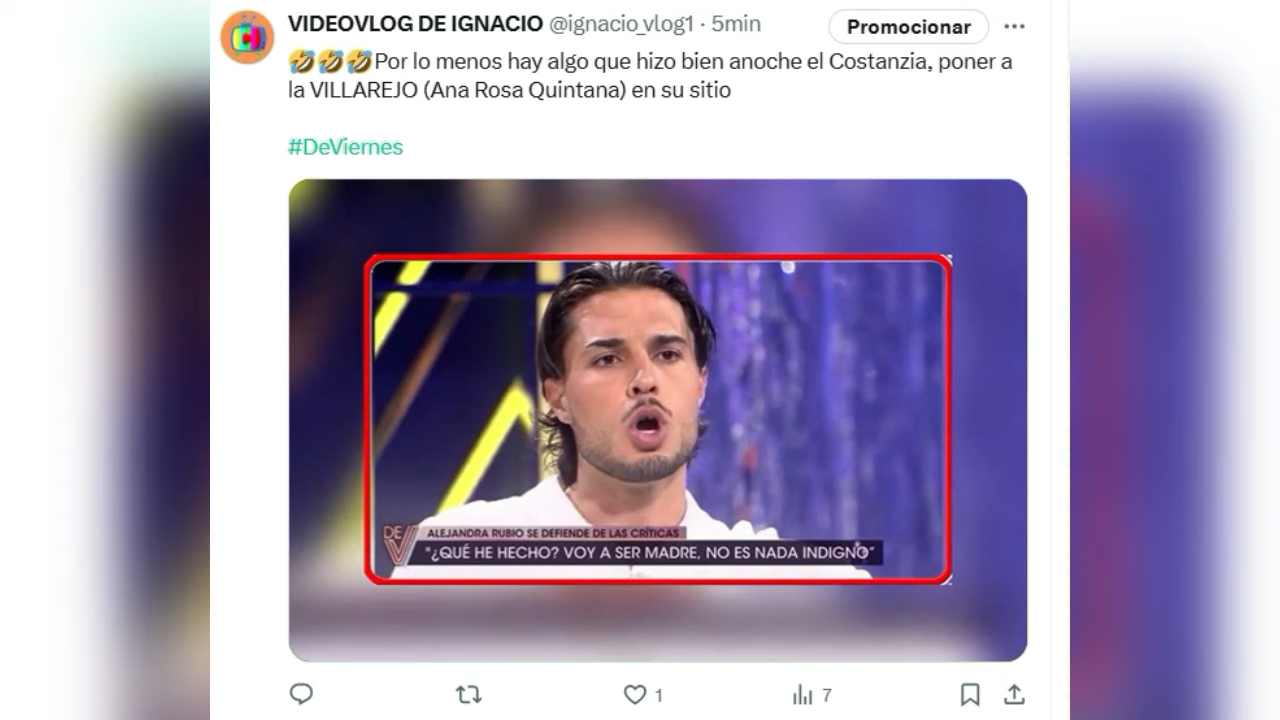 VIDEOVLOG DE IGNACIO @ignacio_vlog1 · 5min
Promocionar
🤣🤣🤣Por lo menos hay algo que hizo bien anoche el Costanzia, poner a
la VILLAREJO (Ana Rosa Quintana) en su sitio
#DeViernes
DE V
ALEJANDRA RUBIO SE DEFIENDE DE LAS CRÍTICAS
"¿QUÉ HE HECHO? VOY A SER MADRE, NO ES NADA INDIGNO"
1
7